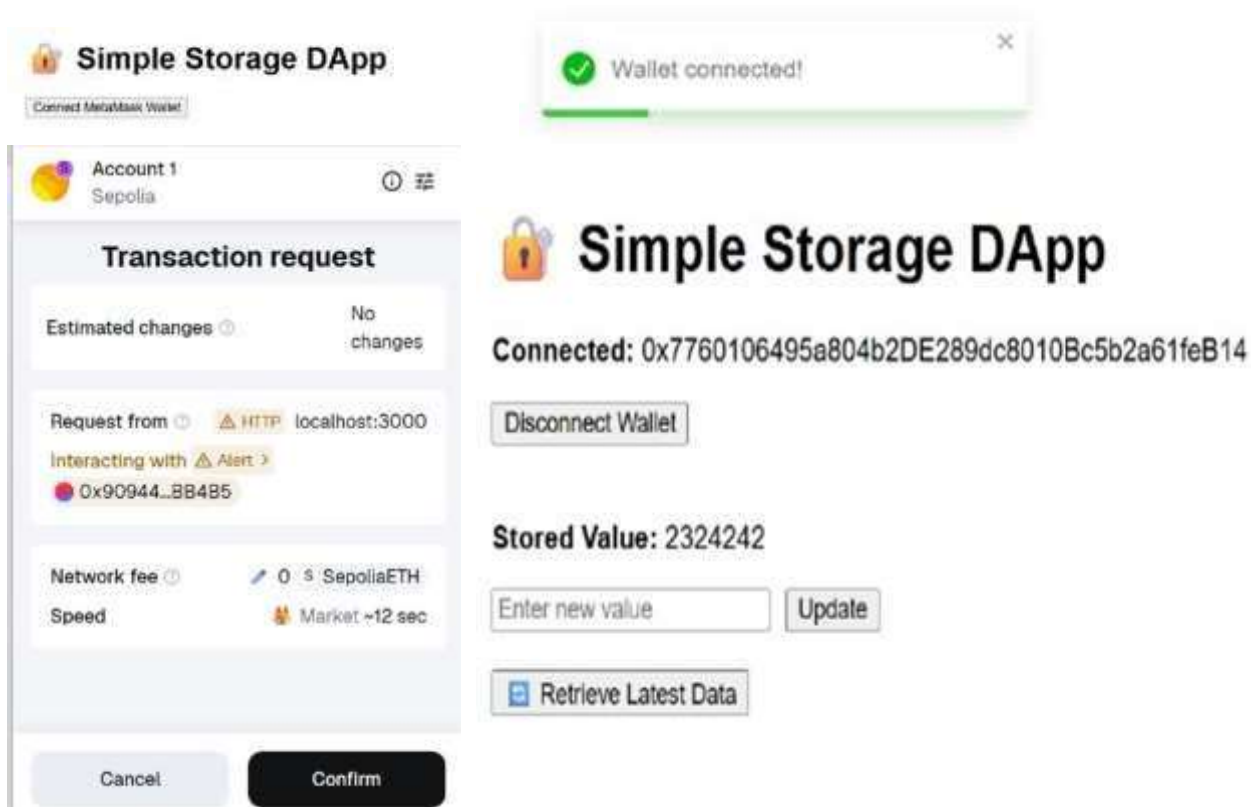 Simple Storage DApp
Connect MetaMask Wallet
Account 1
Sepolia
Transaction request
Estimated changes
No
changes
Request from HTTP localhost:3000
Interacting with Alert >
0x90944...BB4B5
Network fee 0 S SepoliaETH
Speed Market ~12 sec
Cancel Confirm
Wallet connected!
Simple Storage DApp
Connected: 0x7760106495a804b2DE289dc8010Bc5b2a61feB14
Disconnect Wallet
Stored Value: 2324242
Enter new value Update
Retrieve Latest Data